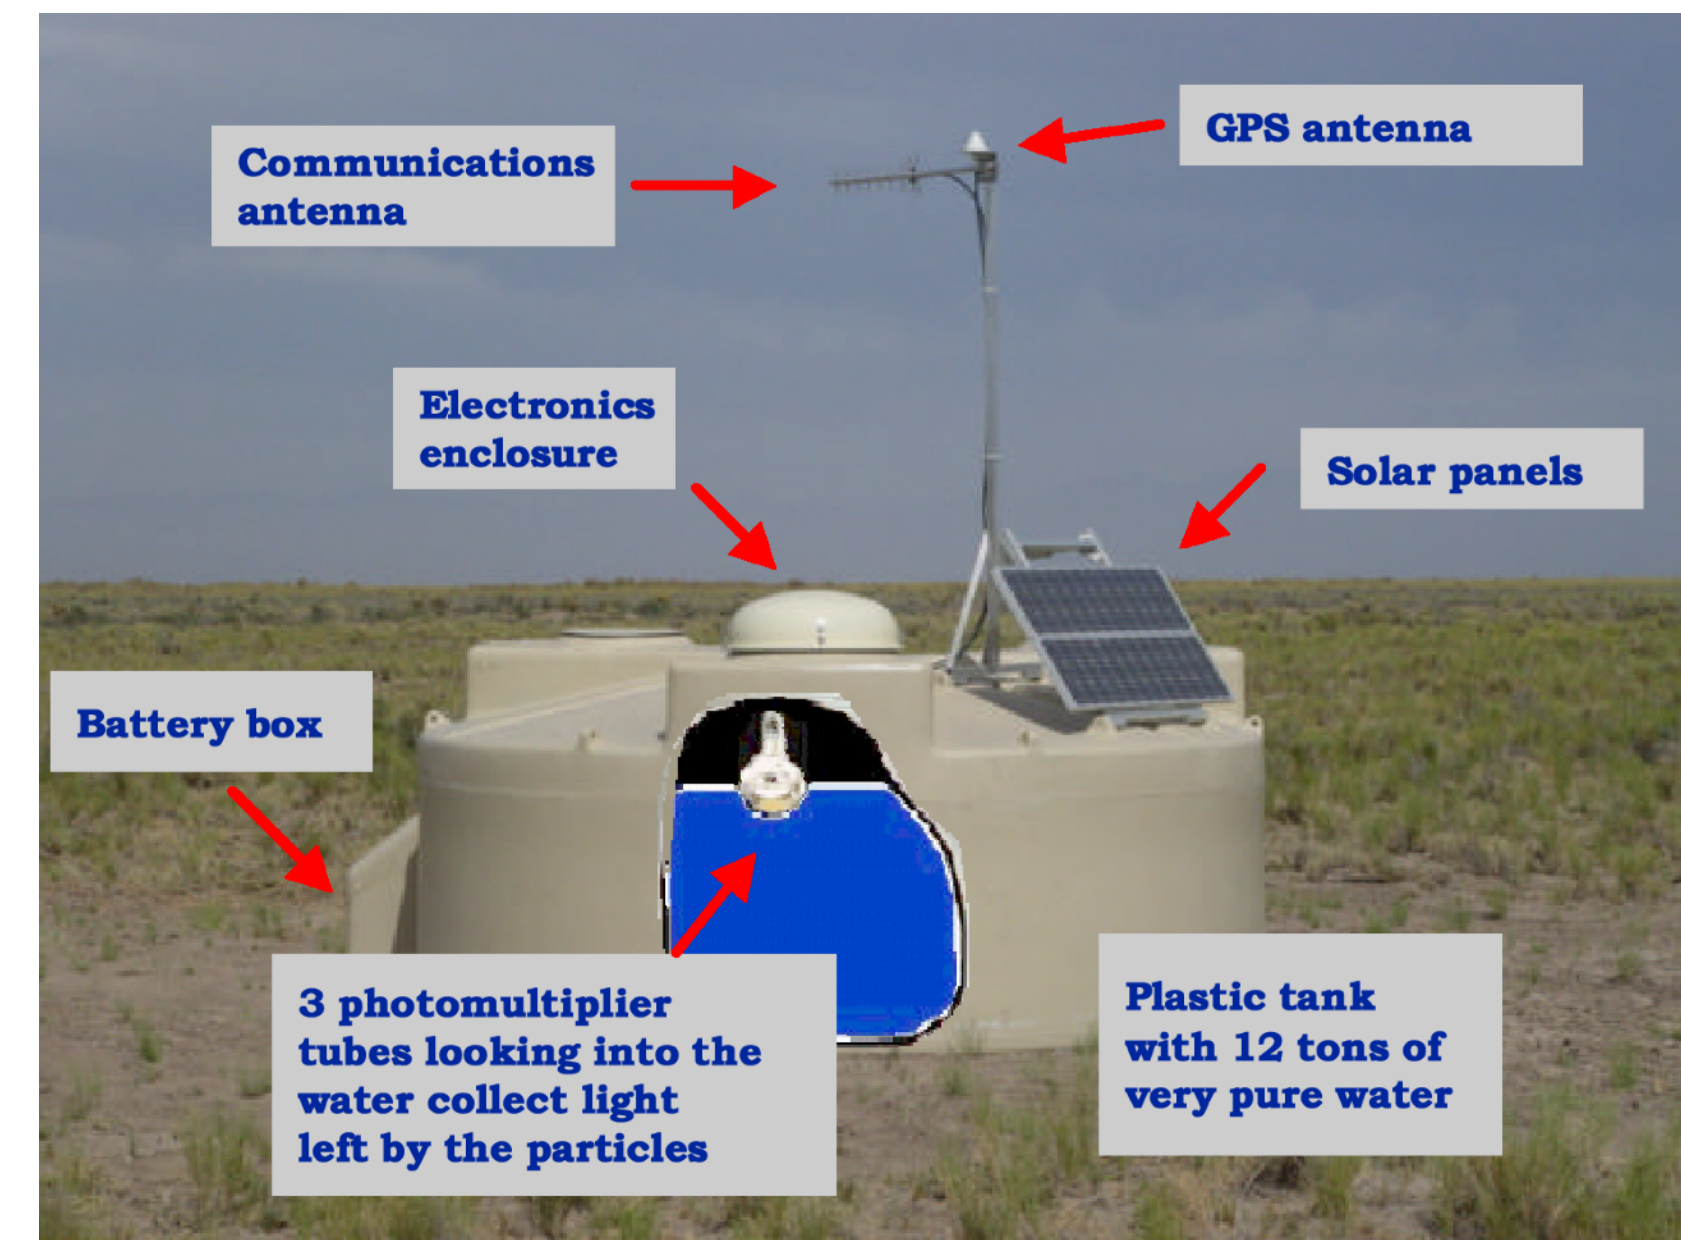 GPS antenna
Communications
antenna
Electronics
enclosure
Solar panels
Battery box
3 photomultiplier
tubes looking into the
water collect light
left by the particles
Plastic tank
with 12 tons of
very pure water